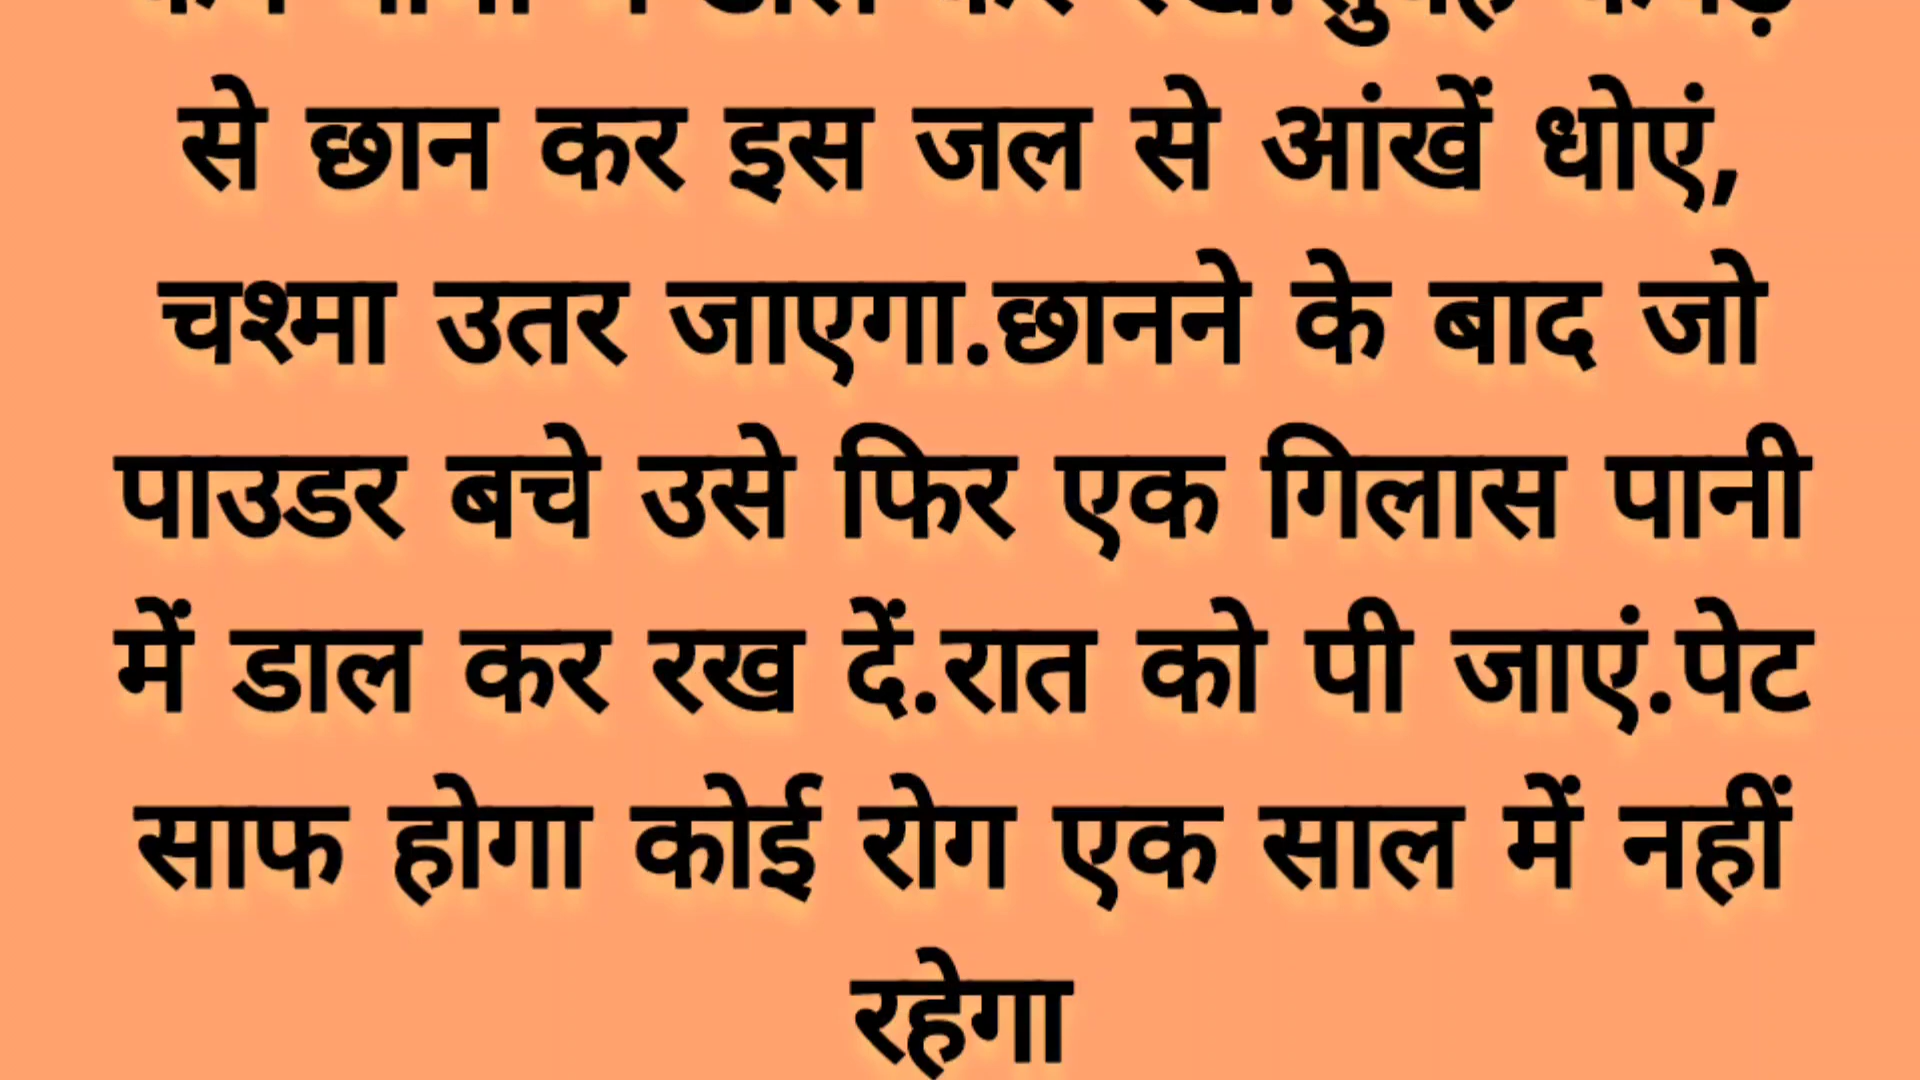 से छान कर इस जल से आंखें धोएं,
चश्मा उतर जाएगा.छानने के बाद जो
पाउडर बचे उसे फिर एक गिलास पानी
में डाल कर रख दें.रात को पी जाएं.पेट
साफ होगा कोई रोग एक साल में नहीं
रहेगा